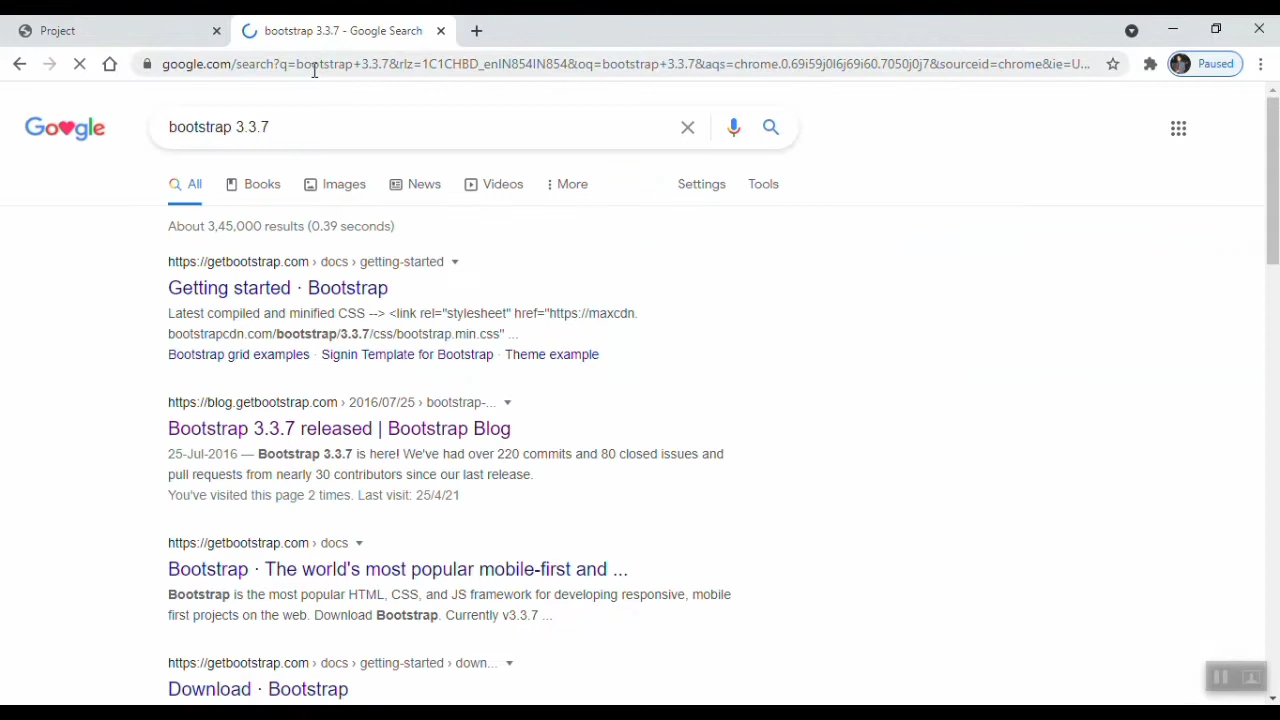 Project
bootstrap 3.3.7 - Google Search
google.com/search?q=bootstrap+3.3.7&rlz=1C1CHBD_enIN854IN854&oq=bootstrap+3.3.7&aqs=chrome.0.69i59j0l6j69i60.7050j0j7&sourceid=chrome&ie=U...
Paused
Google
bootstrap 3.3.7
All Books Images News Videos More Settings Tools
About 3,45,000 results (0.39 seconds)
https://getbootstrap.com › docs › getting-started
Getting started · Bootstrap
Latest compiled and minified CSS --> <link rel="stylesheet" href="https://maxcdn.
bootstrapcdn.com/bootstrap/3.3.7/css/bootstrap.min.css" ...
Bootstrap grid examples · Signin Template for Bootstrap · Theme example
https://blog.getbootstrap.com › 2016/07/25 › bootstrap-...
Bootstrap 3.3.7 released | Bootstrap Blog
25-Jul-2016 — Bootstrap 3.3.7 is here! We've had over 220 commits and 80 closed issues and
pull requests from nearly 30 contributors since our last release.
You've visited this page 2 times. Last visit: 25/4/21
https://getbootstrap.com › docs
Bootstrap · The world's most popular mobile-first and ...
Bootstrap is the most popular HTML, CSS, and JS framework for developing responsive, mobile
first projects on the web. Download Bootstrap. Currently v3.3.7 ...
https://getbootstrap.com › docs › getting-started › down...
Download · Bootstrap